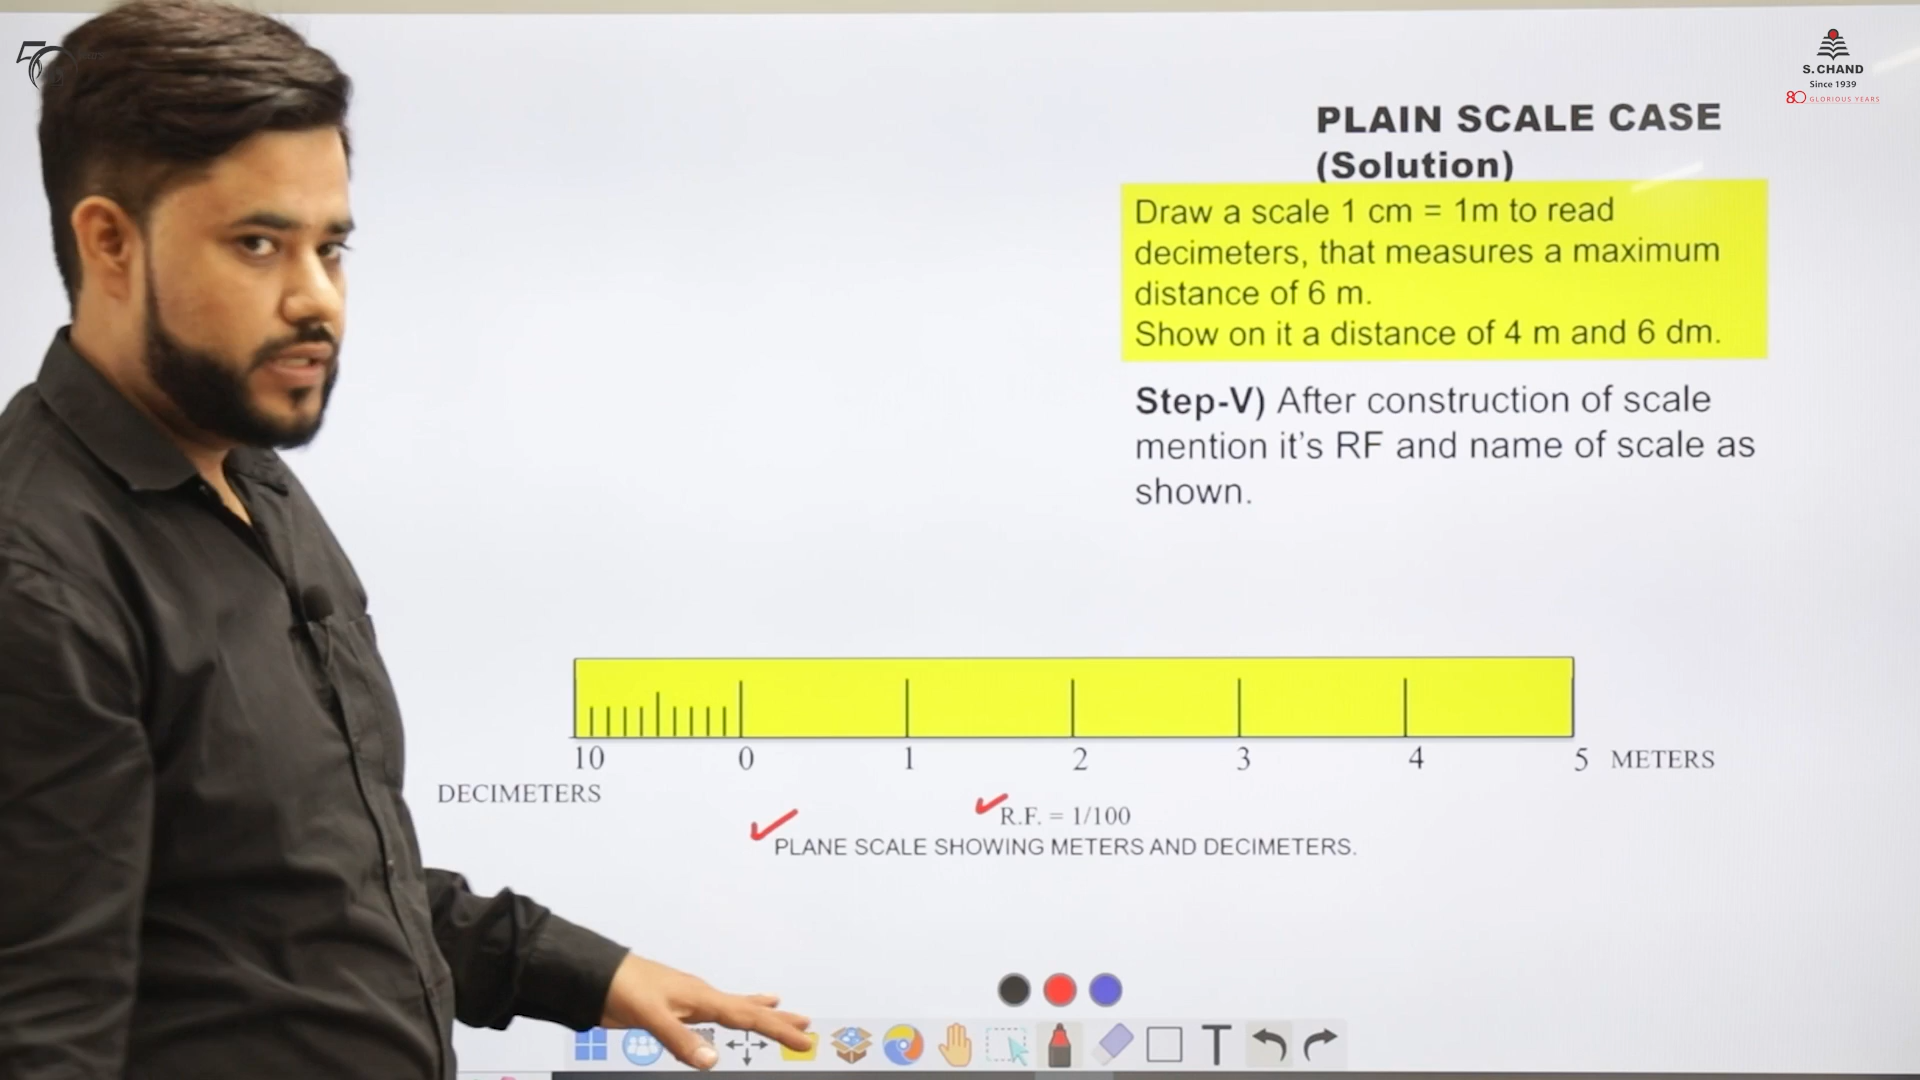 S.CHAND
Since 1939
80 GLORIOUS YEARS
PLAIN SCALE CASE
(Solution)
Draw a scale 1 cm = 1m to read
decimeters, that measures a maximum
distance of 6 m.
Show on it a distance of 4 m and 6 dm.
Step-V) After construction of scale
mention it’s RF and name of scale as
shown.
10 0 1 2 3 4 5 METERS
DECIMETERS
R.F. = 1/100
PLANE SCALE SHOWING METERS AND DECIMETERS.
T